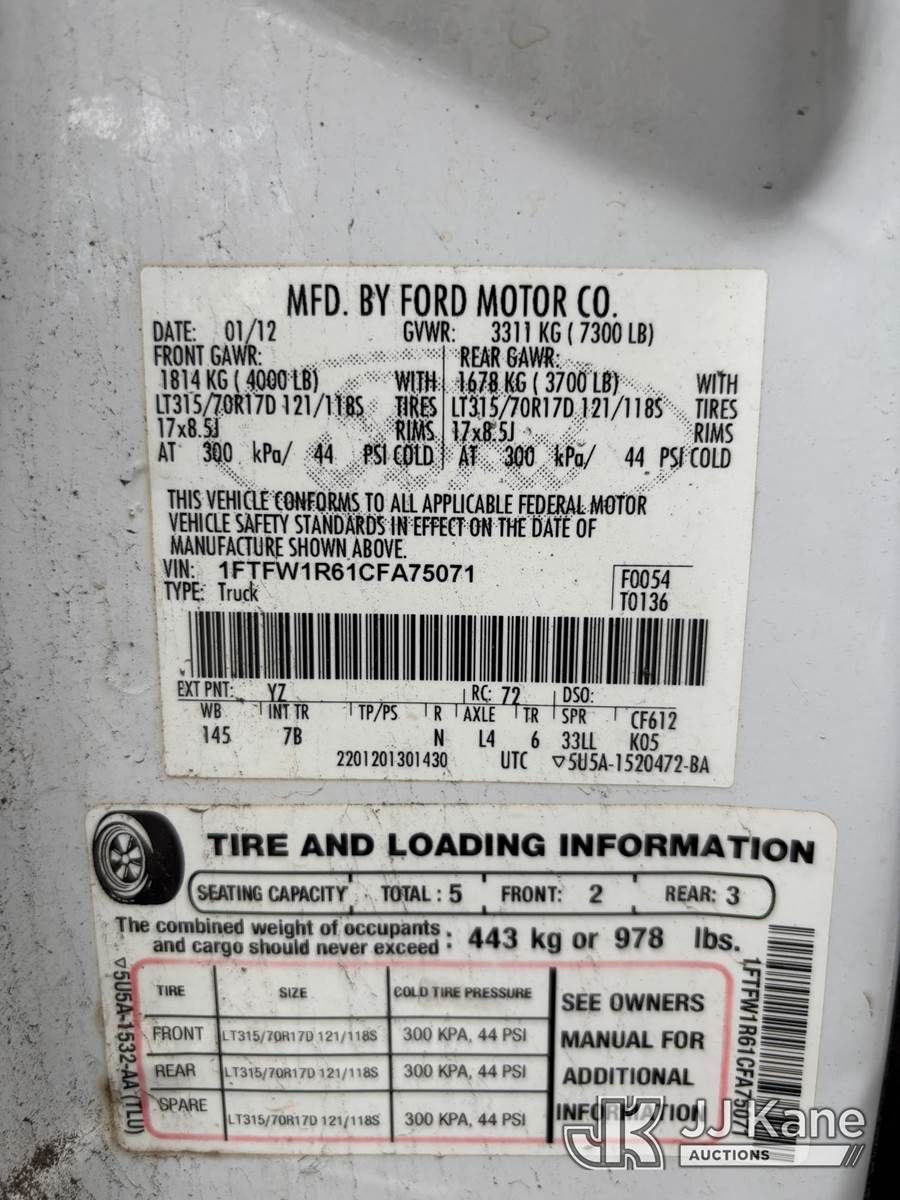 MFD. BY FORD MOTOR CO.
DATE: 01/12 GVWR: 3311 KG ( 7300 LB)
FRONT GAWR: REAR GAWR:
1814 KG ( 4000 LB) WITH 1678 KG ( 3700 LB) WITH
LT315/70R17D 121/118S TIRES LT315/70R17D 121/118S TIRES
17x8.5J RIMS 17x8.5J RIMS
AT 300 kPa/ 44 PSI COLD AT 300 kPa/ 44 PSI COLD
THIS VEHICLE CONFORMS TO ALL APPLICABLE FEDERAL MOTOR
VEHICLE SAFETY STANDARDS IN EFFECT ON THE DATE OF
MANUFACTURE SHOWN ABOVE.
VIN: 1FTFW1R61CFA75071
TYPE: Truck
F0054
T0136
EXT PNT: YZ RC: 72 DSO:
WB INT TR TP/PS R AXLE TR SPR CF612
145 7B N L4 6 33LL K05
2201201301430 UTC ▽5U5A-1520472-BA
TIRE AND LOADING INFORMATION
SEATING CAPACITY TOTAL : 5 FRONT: 2 REAR: 3
The combined weight of occupants
and cargo should never exceed : 443 kg or 978 lbs.
TIRE SIZE COLD TIRE PRESSURE
FRONT LT315/70R17D 121/118S 300 KPA, 44 PSI
REAR LT315/70R17D 121/118S 300 KPA, 44 PSI
SPARE LT315/70R17D 121/118S 300 KPA, 44 PSI
SEE OWNERS
MANUAL FOR
ADDITIONAL
INFORMATION
▽5U5A-1532-AA (TLU)
1FTFW1R61CFA75071
JK JJ Kane
AUCTIONS